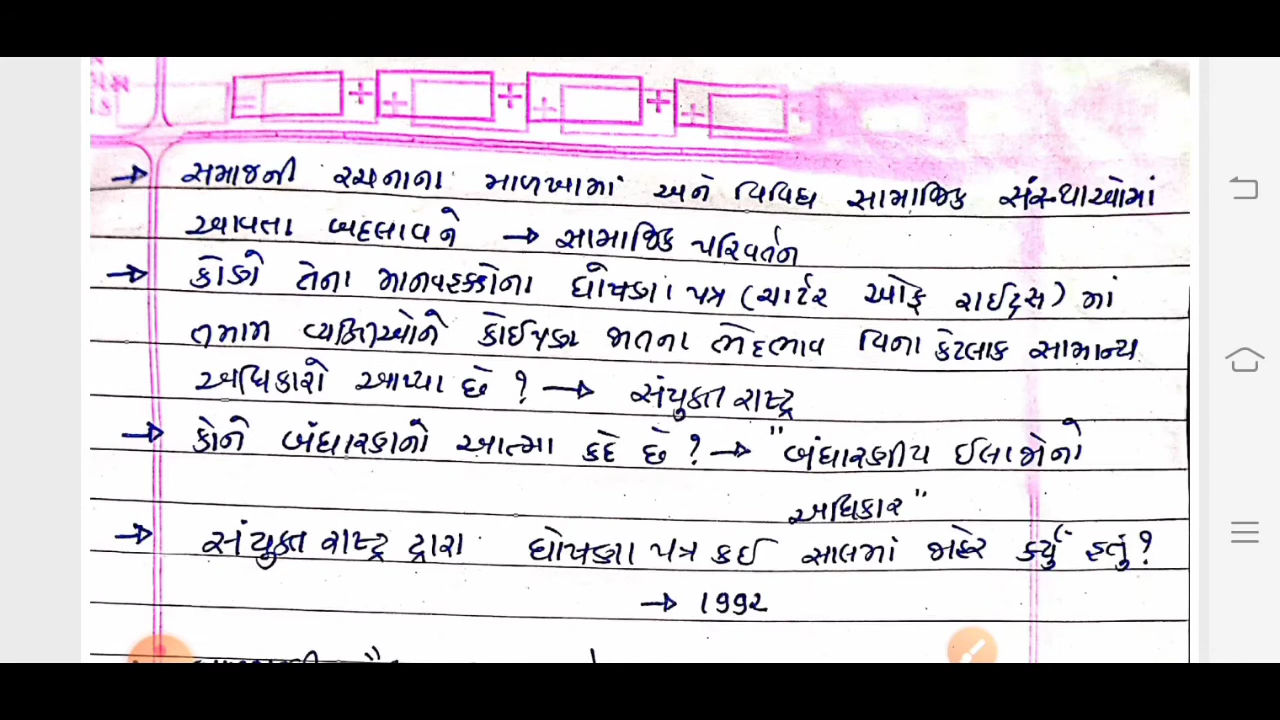 → સમાજની રચનાના માળખામાં અને વિવિધ સામાજિક સંસ્થાઓમાં
આવતા બદલાવને → સામાજિક પરિવર્તન
→ કોણે તેના માનવહક્કોના ઘોષણા પત્ર (ચાર્ટર ઓફ રાઈટ્સ) માં
તમામ વ્યક્તિઓને કોઈપણ જાતના ભેદભાવ વિના કેટલાક સામાન્ય
અધિકારો આપ્યા છે ? → સંયુક્ત રાષ્ટ્ર
→ કોને બંધારણનો આત્મા કહે છે ? → "બંધારણીય ઈલાજોનો
અધિકાર"
→ સંયુક્ત રાષ્ટ્ર દ્વારા ઘોષણા પત્ર કઈ સાલમાં જાહેર કર્યું હતું ?
→ ૧૯૯૨